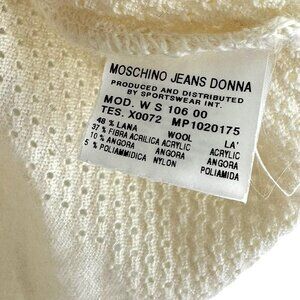 MOSCHINO JEANS DONNA
PRODUCED AND DISTRIBUTED
BY SPORTSWEAR INT.
MOD. W S 106 00
TES. X0072 MP1020175
48 % LANA WOOL LA'
37 % FIBRA ACRILICA ACRYLIC ACRYLIC
10 % ANGORA ANGORA ANGORA
5 % POLIAMMIDICA NYLON POLIAMIDA